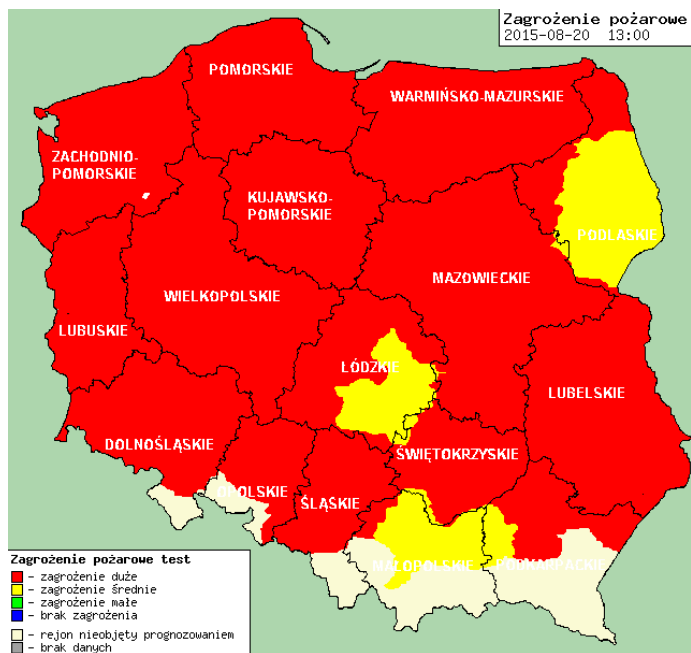 Zagrożenie pożarowe
2015-08-20 13:00
POMORSKIE
WARMIŃSKO-MAZURSKIE
ZACHODNIO-
POMORSKIE
KUJAWSKO-
POMORSKIE
PODLASKIE
MAZOWIECKIE
WIELKOPOLSKIE
LUBUSKIE
ŁÓDZKIE
LUBELSKIE
DOLNOŚLĄSKIE
ŚWIĘTOKRZYSKIE
OPOLSKIE
ŚLĄSKIE
MAŁOPOLSKIE
PODKARPACKIE
Zagrożenie pożarowe test
- zagrożenie duże
- zagrożenie średnie
- zagrożenie małe
- brak zagrożenia
- rejon nieobjęty prognozowaniem
- brak danych